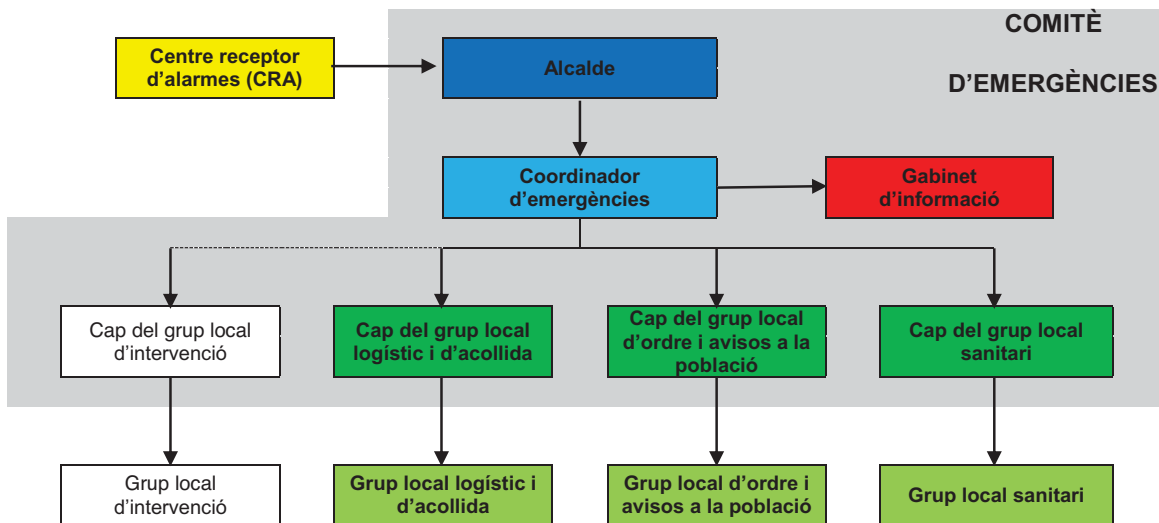 COMITÈ
D’EMERGÈNCIES
Centre receptor
d’alarmes (CRA)
Alcalde
Coordinador
d’emergències
Gabinet
d’informació
Cap del grup local
d’intervenció
Cap del grup local
logístic i d’acollida
Cap del grup local
d’ordre i avisos a la
població
Cap del grup local
sanitari
Grup local
d’intervenció
Grup local logístic i
d’acollida
Grup local d’ordre i
avisos a la població
Grup local sanitari